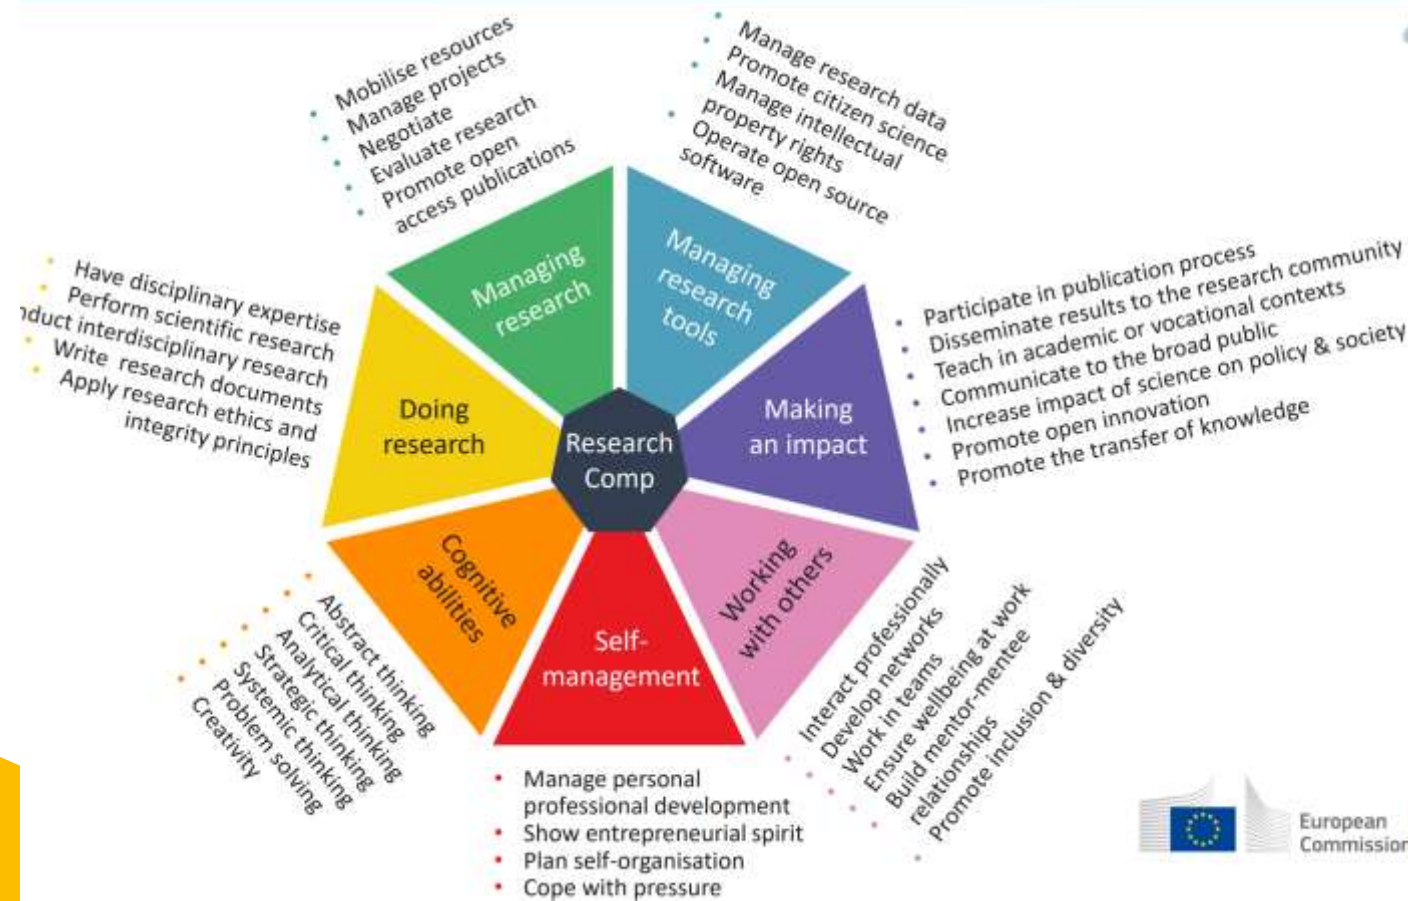 Mobilise resources
Manage projects
Negotiate
Evaluate research
Promote open
access publications
Manage research data
Promote citizen science
Manage intellectual
property rights
Operate open source
software
Managing
research
Managing
research
tools
Have disciplinary expertise
Perform scientific research
nduct interdisciplinary research
Write research documents
Apply research ethics and
integrity principles
Doing
research
Research
Comp
Making
an impact
Participate in publication process
Disseminate results to the research community
Teach in academic or vocational contexts
Communicate to the broad public
Increase impact of science on policy & society
Promote open innovation
Promote the transfer of knowledge
Cognitive
abilities
Self-
management
Working
with others
Abstract thinking
Critical thinking
Analytical thinking
Strategic thinking
Systemic thinking
Problem solving
Creativity
Manage personal
professional development
Show entrepreneurial spirit
Plan self-organisation
Cope with pressure
Interact professionally
Develop networks
Work in teams
Ensure wellbeing at work
Build mentor-mentee
relationships
Promote inclusion & diversity
European
Commission